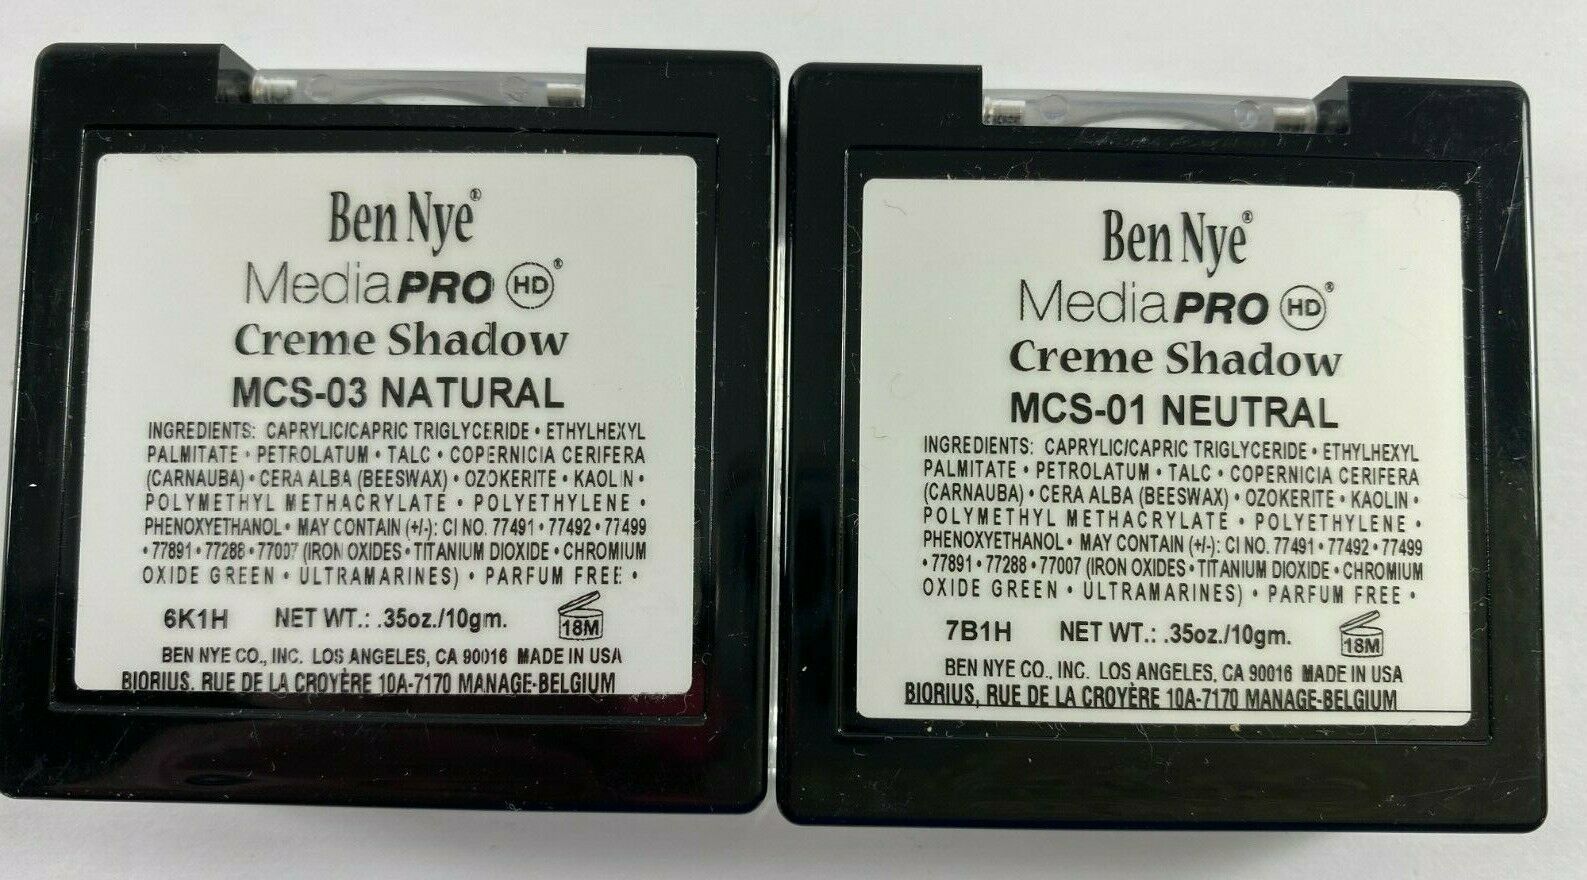 Ben Nye®
MediaPRO HD®
Creme Shadow
MCS-03 NATURAL
INGREDIENTS: CAPRYLIC/CAPRIC TRIGLYCERIDE • ETHYLHEXYL
PALMITATE • PETROLATUM • TALC • COPERNICIA CERIFERA
(CARNAUBA) • CERA ALBA (BEESWAX) • OZOKERITE • KAOLIN •
POLYMETHYL METHACRYLATE • POLYETHYLENE •
PHENOXYETHANOL • MAY CONTAIN (+/-): CI NO. 77491 • 77492 • 77499
• 77891 • 77288 • 77007 (IRON OXIDES • TITANIUM DIOXIDE • CHROMIUM
OXIDE GREEN • ULTRAMARINES) • PARFUM FREE •
6K1H NET WT.: .35oz./10gm. 18M
BEN NYE CO., INC. LOS ANGELES, CA 90016 MADE IN USA
BIORIUS, RUE DE LA CROYÈRE 10A-7170 MANAGE-BELGIUM
Ben Nye®
MediaPRO HD®
Creme Shadow
MCS-01 NEUTRAL
INGREDIENTS: CAPRYLIC/CAPRIC TRIGLYCERIDE • ETHYLHEXYL
PALMITATE • PETROLATUM • TALC • COPERNICIA CERIFERA
(CARNAUBA) • CERA ALBA (BEESWAX) • OZOKERITE • KAOLIN •
POLYMETHYL METHACRYLATE • POLYETHYLENE •
PHENOXYETHANOL • MAY CONTAIN (+/-): CI NO. 77491 • 77492 • 77499
• 77891 • 77288 • 77007 (IRON OXIDES • TITANIUM DIOXIDE • CHROMIUM
OXIDE GREEN • ULTRAMARINES) • PARFUM FREE •
7B1H NET WT.: .35oz./10gm. 18M
BEN NYE CO., INC. LOS ANGELES, CA 90016 MADE IN USA
BIORIUS, RUE DE LA CROYÈRE 10A-7170 MANAGE-BELGIUM